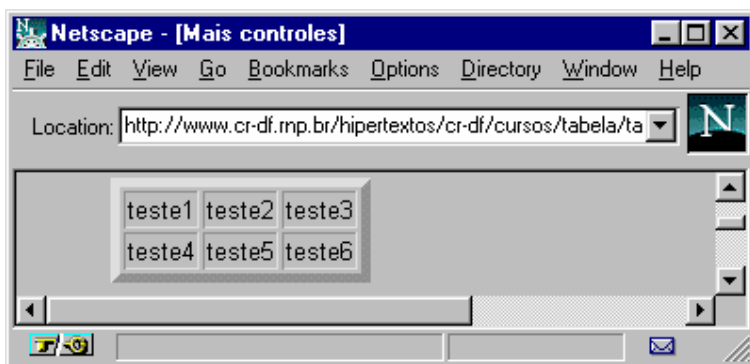 Netscape - [Mais controles]
File Edit View Go Bookmarks Options Directory Window Help
Location: http://www.cr-df.rnp.br/hipertextos/cr-df/cursos/tabela/ta
N
teste1 teste2 teste3
teste4 teste5 teste6